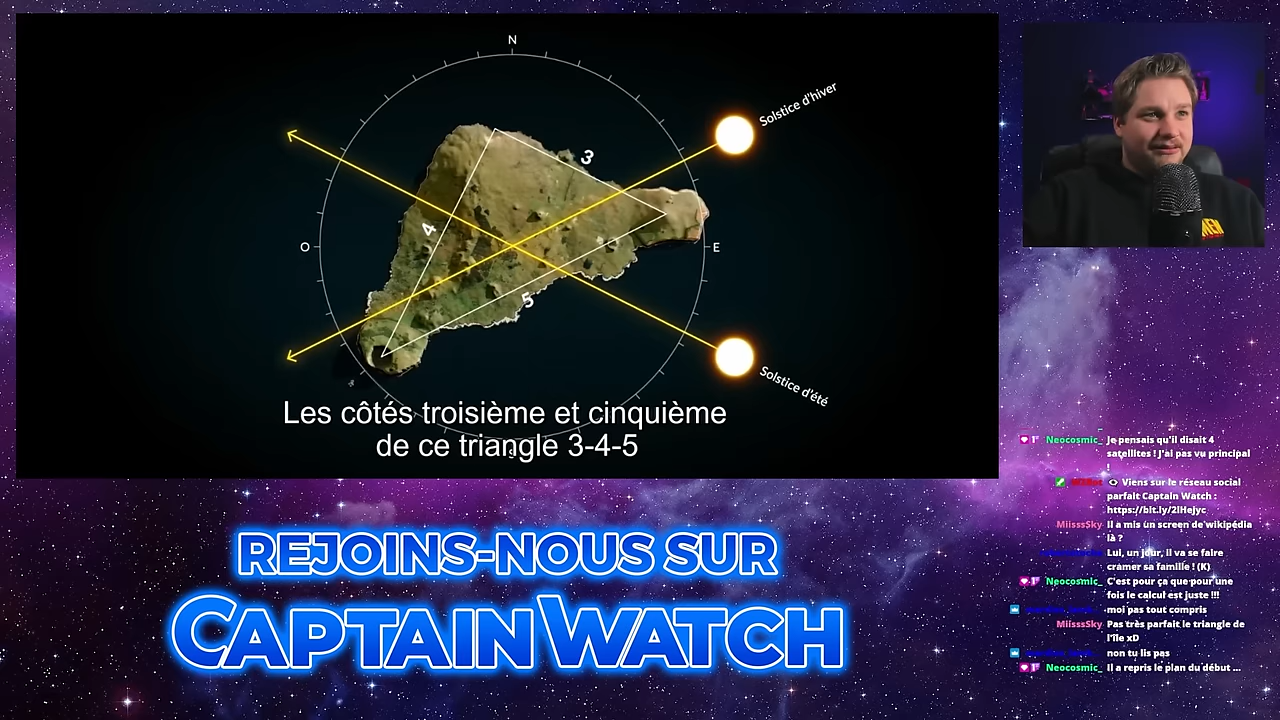 N
Solstice d'hiver
3
4
O
E
5
Solstice d'été
Les côtés troisième et cinquième
de ce triangle 3-4-5
S
REJOINS-NOUS SUR
CAPTAINWATCH
Neocosmic_ Je pensais qu'il disait 4
satellites ! J'ai pas vu principal
!
Viens sur le réseau social
parfait Captain Watch :
https://bit.ly/2IHejyc
MiisssSky Il a mis un screen de wikipédia
là ?
Lui, un jour, il va se faire
cramer sa famille ! (K)
Neocosmic_ C'est pour ça que pour une
fois le calcul est juste !!!
moi pas tout compris
MiisssSky Pas très parfait le triangle de
l'île xD
non tu lis pas
Neocosmic_ Il a repris le plan du début ...